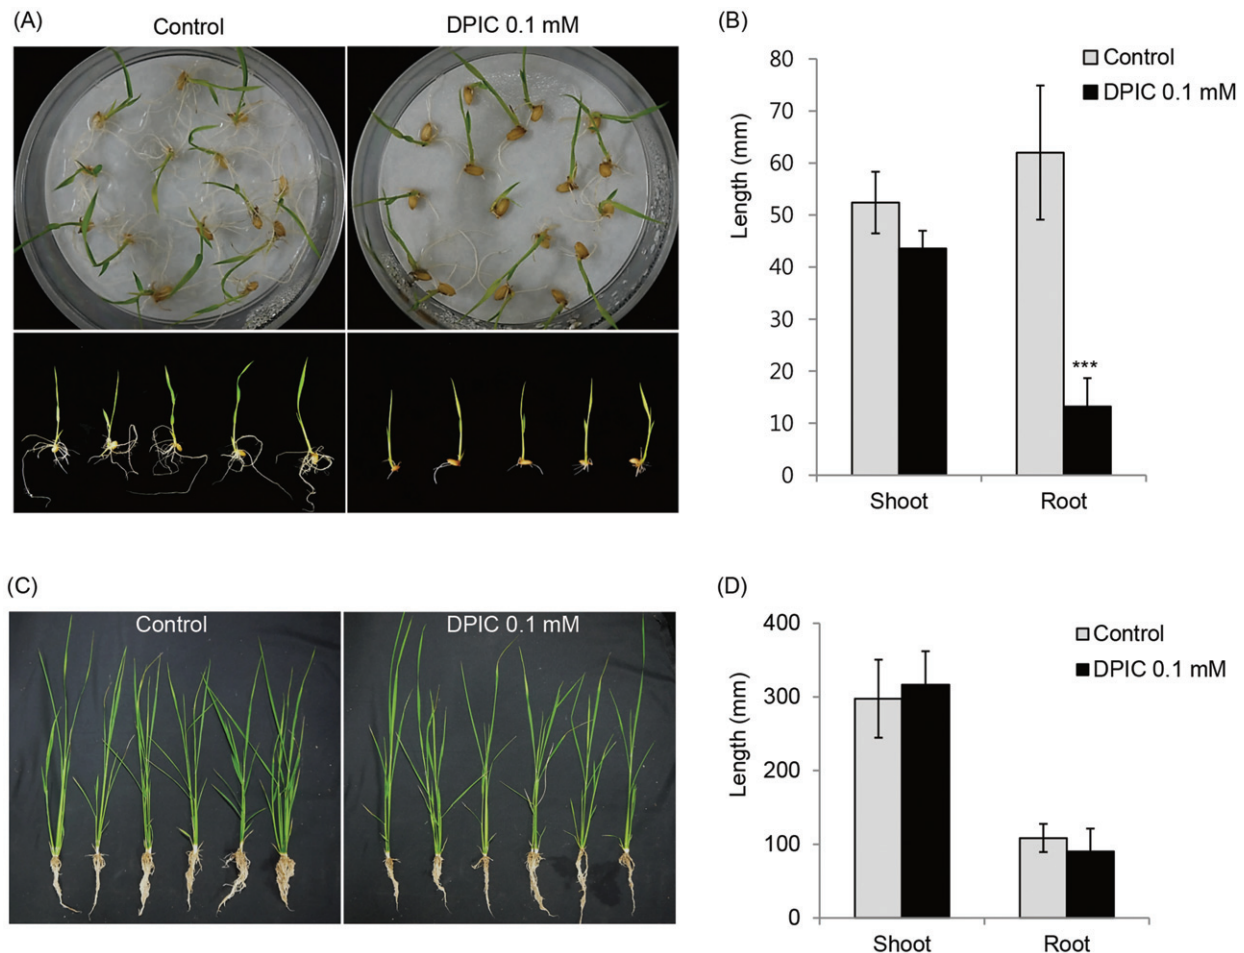 (A)
Control
DPIC 0.1 mM
(B)
Length (mm)
80
70
60
50
40
30
20
10
0
Control
DPIC 0.1 mM
***
Shoot
Root
(C)
Control
DPIC 0.1 mM
(D)
Length (mm)
400
300
200
100
0
Control
DPIC 0.1 mM
Shoot
Root